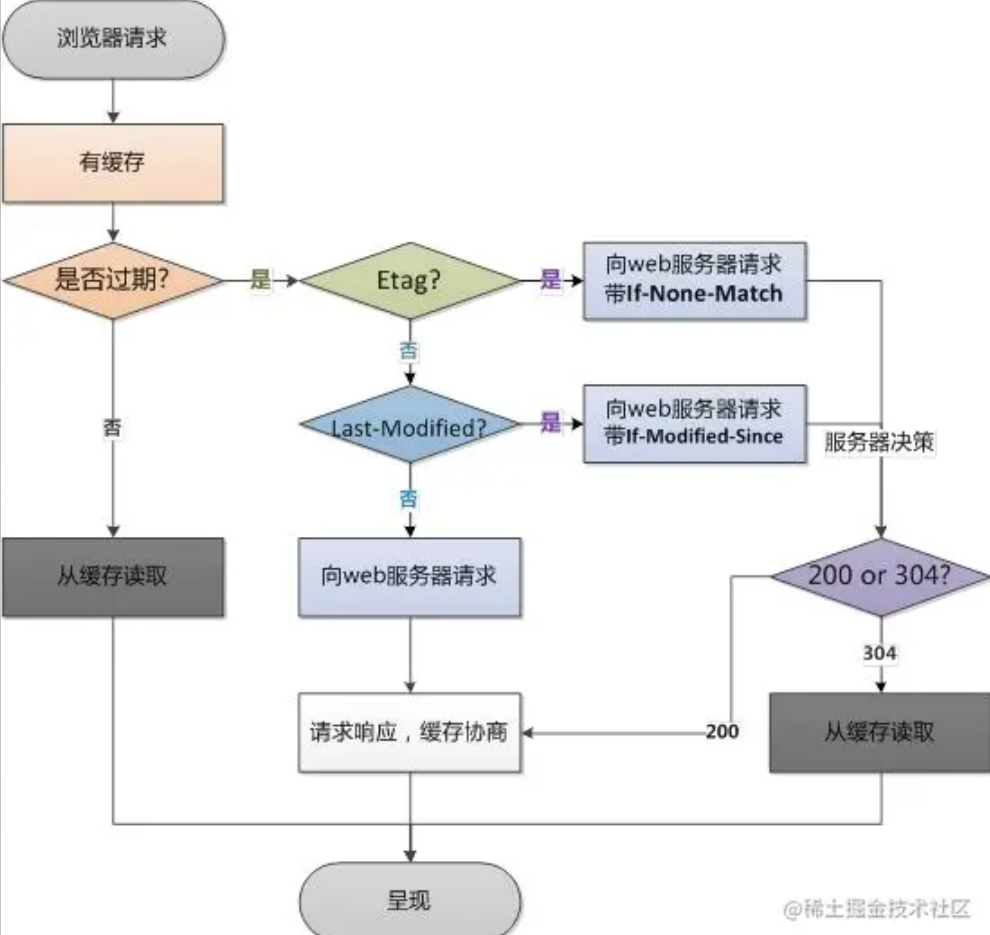 浏览器请求
有缓存
是否过期?
是
Etag?
是
向web服务器请求
带If-None-Match
否
否
Last-Modified?
是
向web服务器请求
带If-Modified-Since
服务器决策
否
从缓存读取
向web服务器请求
200 or 304?
304
请求响应，缓存协商
200
从缓存读取
呈现
@稀土掘金技术社区